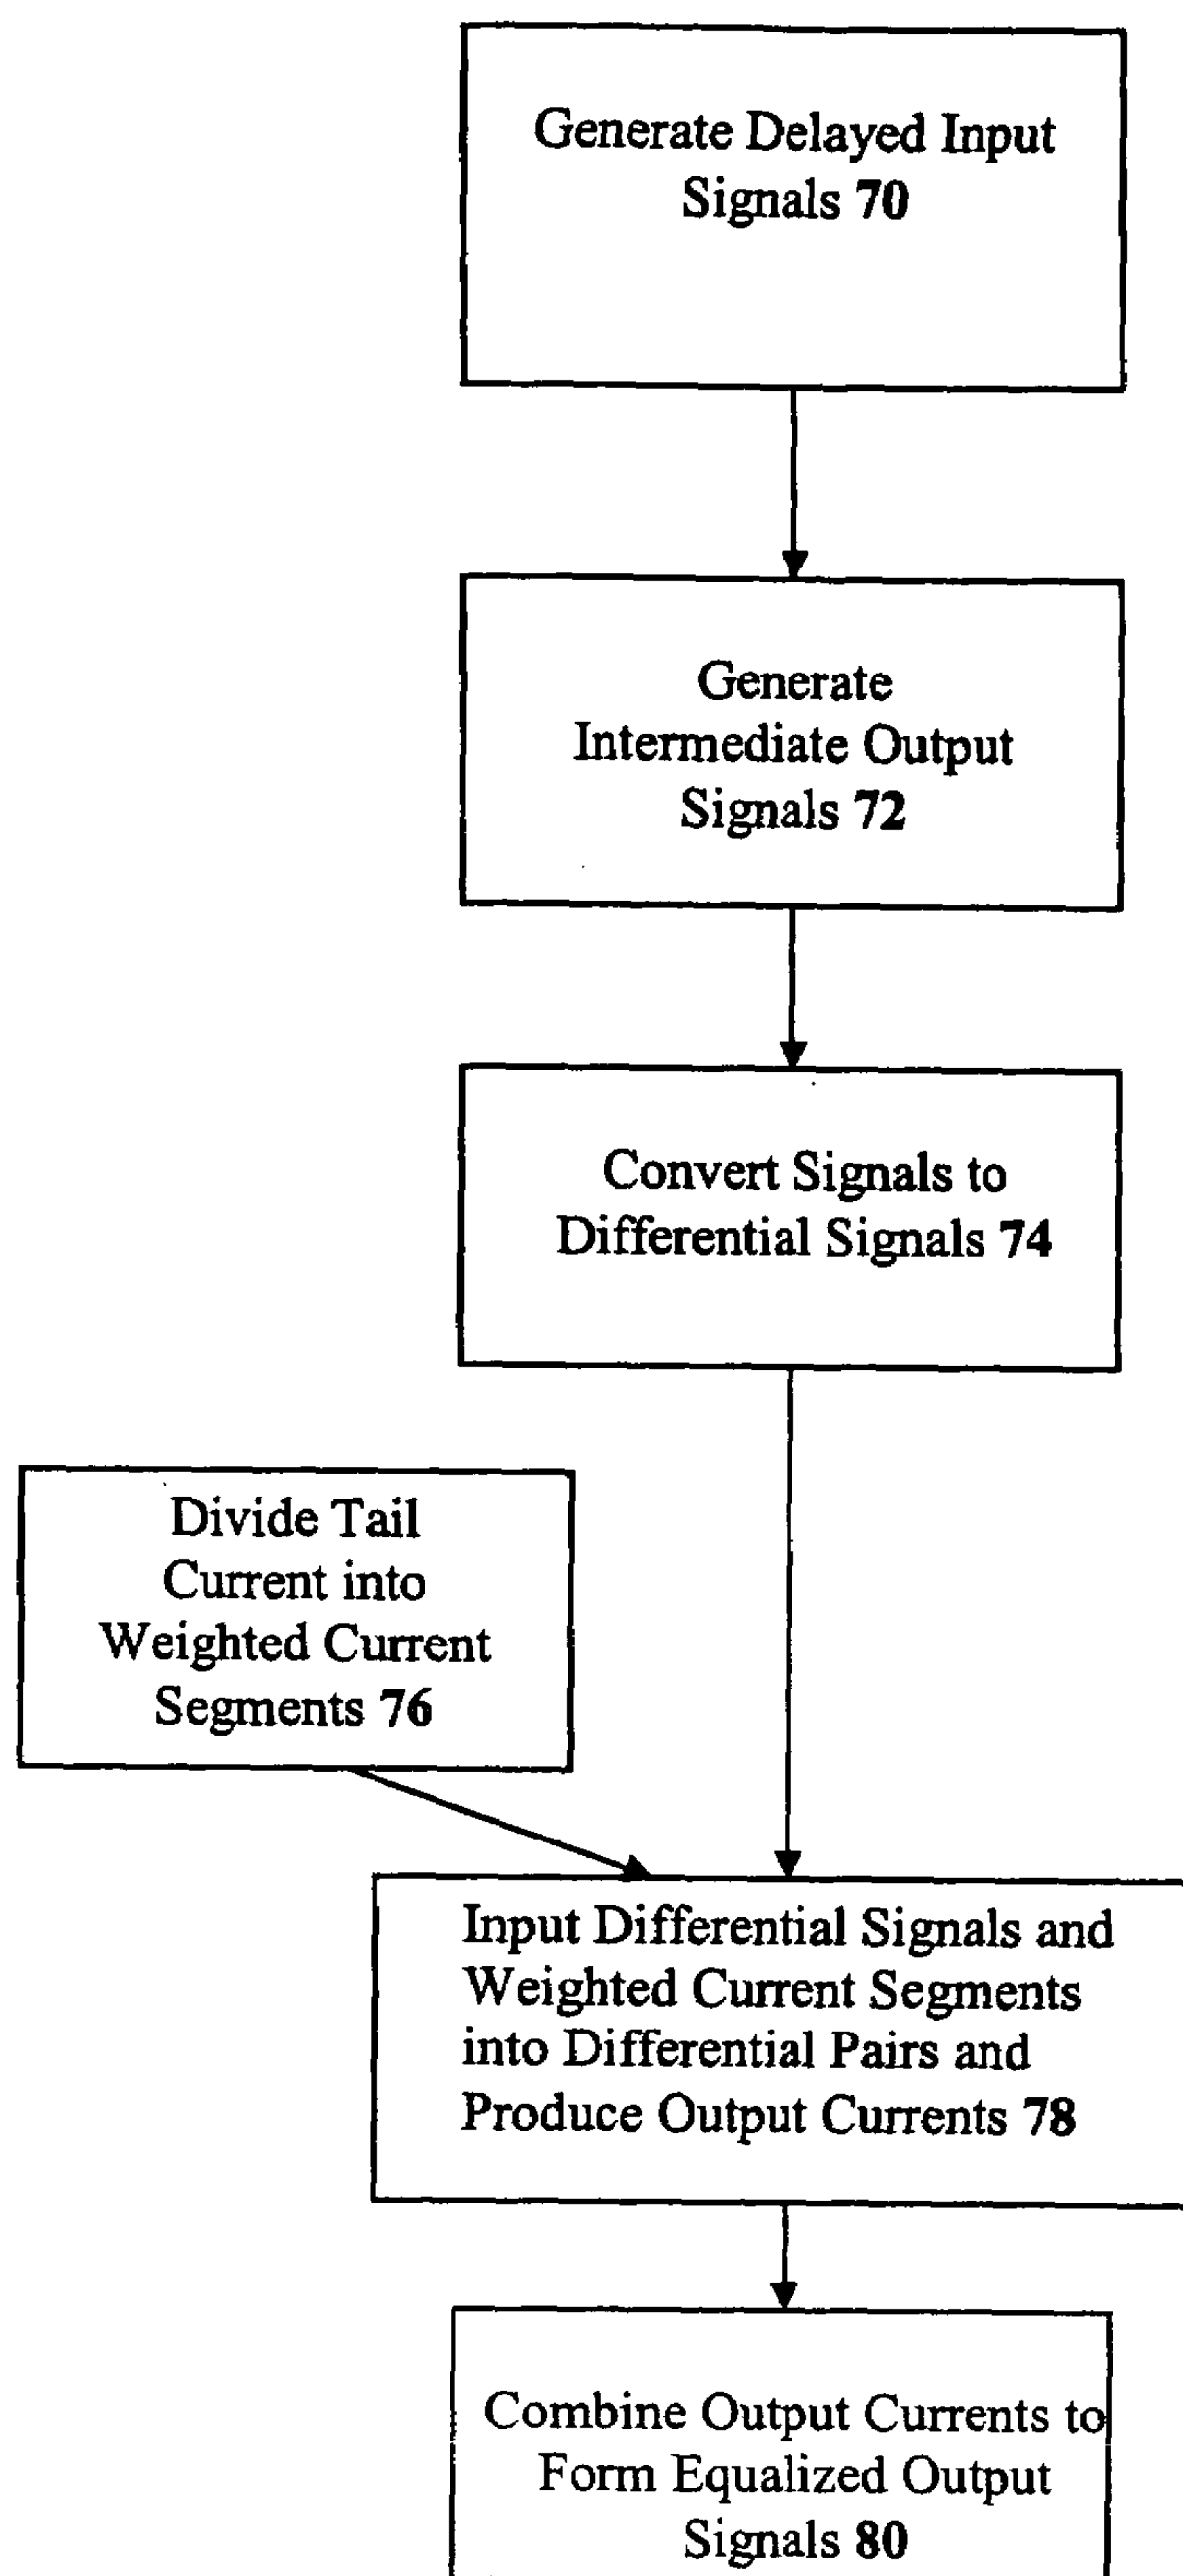 Generate Delayed Input
Signals 70
Generate
Intermediate Output
Signals 72
Convert Signals to
Differential Signals 74
Divide Tail
Current into
Weighted Current
Segments 76
Input Differential Signals and
Weighted Current Segments
into Differential Pairs and
Produce Output Currents 78
Combine Output Currents to
Form Equalized Output
Signals 80